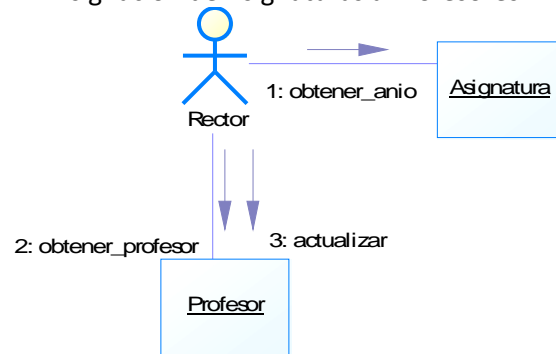 1: obtener_anio
Asignatura
Rector
2: obtener_profesor
3: actualizar
Profesor